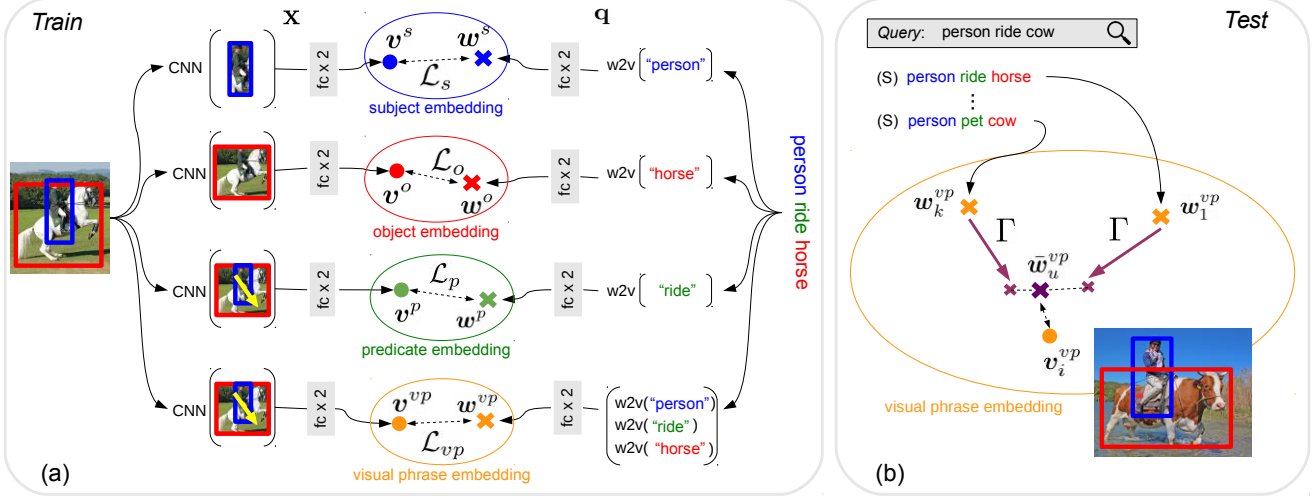 Train
x
q
CNN
fc x 2
v^s
w^s
L_s
subject embedding
fc x 2
w2v ( “person” )
CNN
fc x 2
v^o
L_o
w^o
object embedding
fc x 2
w2v ( “horse” )
CNN
fc x 2
v^p
L_p
w^p
predicate embedding
fc x 2
w2v ( “ride” )
CNN
fc x 2
v^{vp}
w^{vp}
L_{vp}
visual phrase embedding
fc x 2
w2v( “person” )
w2v( “ride” )
w2v( “horse” )
person ride horse
(a)
Test
Query: person ride cow
(S) person ride horse
(S) person pet cow
w_k^{vp}
w_1^{vp}
Γ
Γ
w̄_u^{vp}
v_i^{vp}
visual phrase embedding
(b)